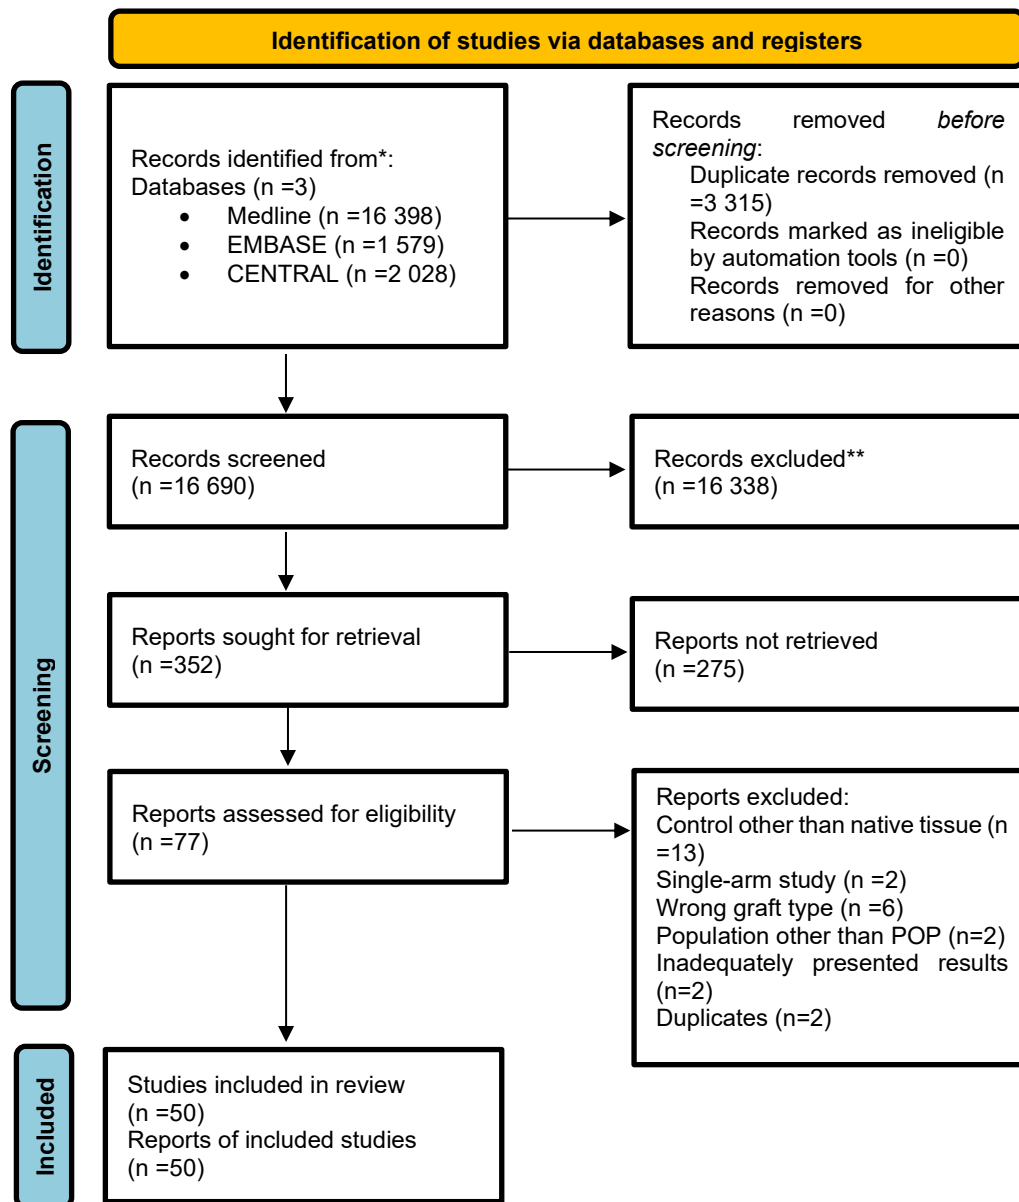 Identification of studies via databases and registers
Identification
Records identified from*:
Databases (n =3)
• Medline (n =16 398)
• EMBASE (n =1 579)
• CENTRAL (n =2 028)
Records removed before
screening:
Duplicate records removed (n
=3 315)
Records marked as ineligible
by automation tools (n =0)
Records removed for other
reasons (n =0)
Screening
Records screened
(n =16 690)
Records excluded**
(n =16 338)
Reports sought for retrieval
(n =352)
Reports not retrieved
(n =275)
Reports assessed for eligibility
(n =77)
Reports excluded:
Control other than native tissue (n
=13)
Single-arm study (n =2)
Wrong graft type (n =6)
Population other than POP (n=2)
Inadequately presented results
(n=2)
Duplicates (n=2)
Included
Studies included in review
(n =50)
Reports of included studies
(n =50)